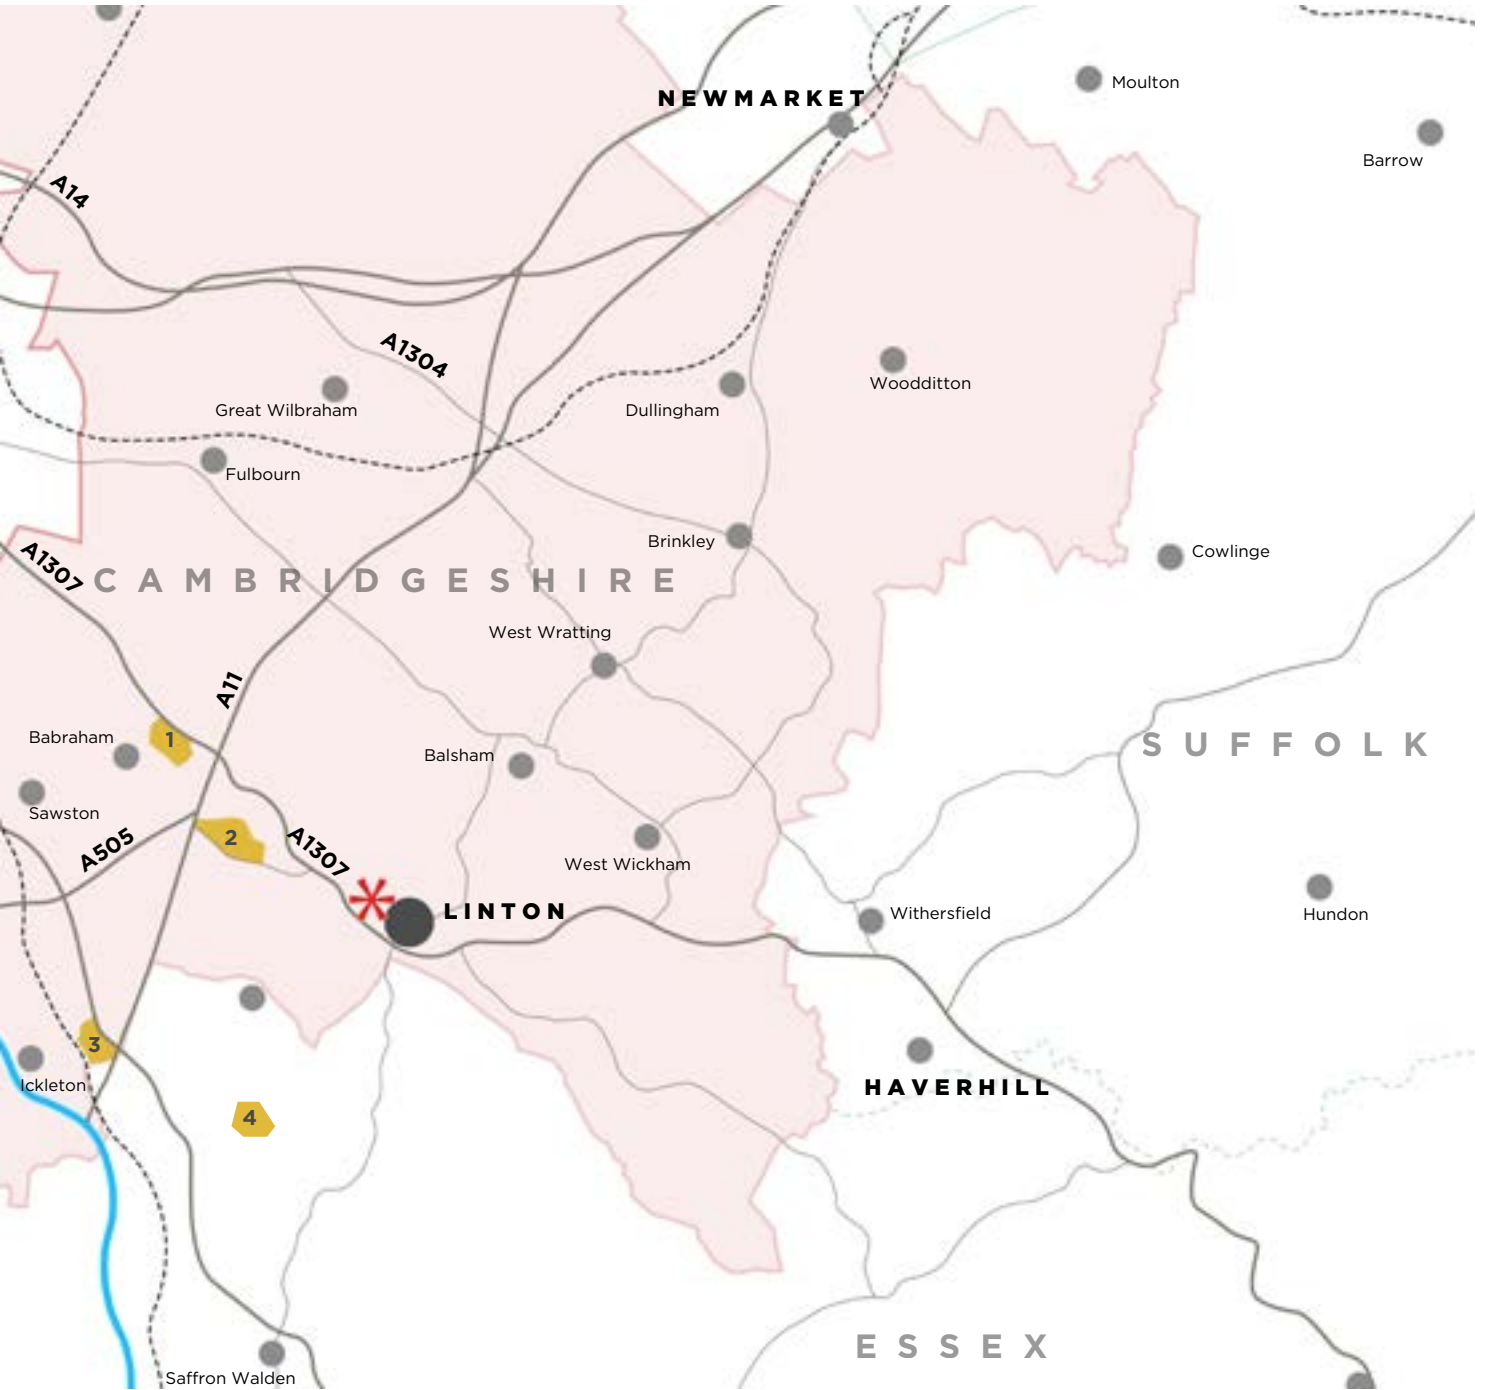 Moulton
NEWMARKET
Barrow
A14
A1304
Woodditton
Great Wilbraham
Dullingham
Fulbourn
Brinkley
Cowlinge
A1307
CAMBRIDGESHIRE
West Wratting
A11
Babraham
1
SUFFOLK
Balsham
Sawston
2
A505
A1307
West Wickham
LINTON
Withersfield
Hundon
3
Ickleton
HAVERHILL
4
ESSEX
Saffron Walden